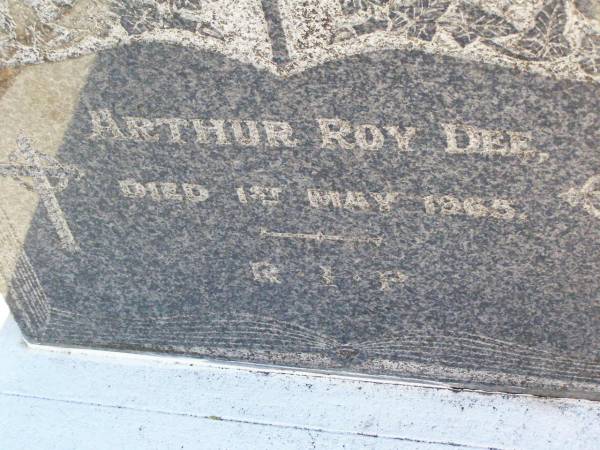 ARTHUR ROY DEE,
DIED 1ST MAY 1965.
R·I·P